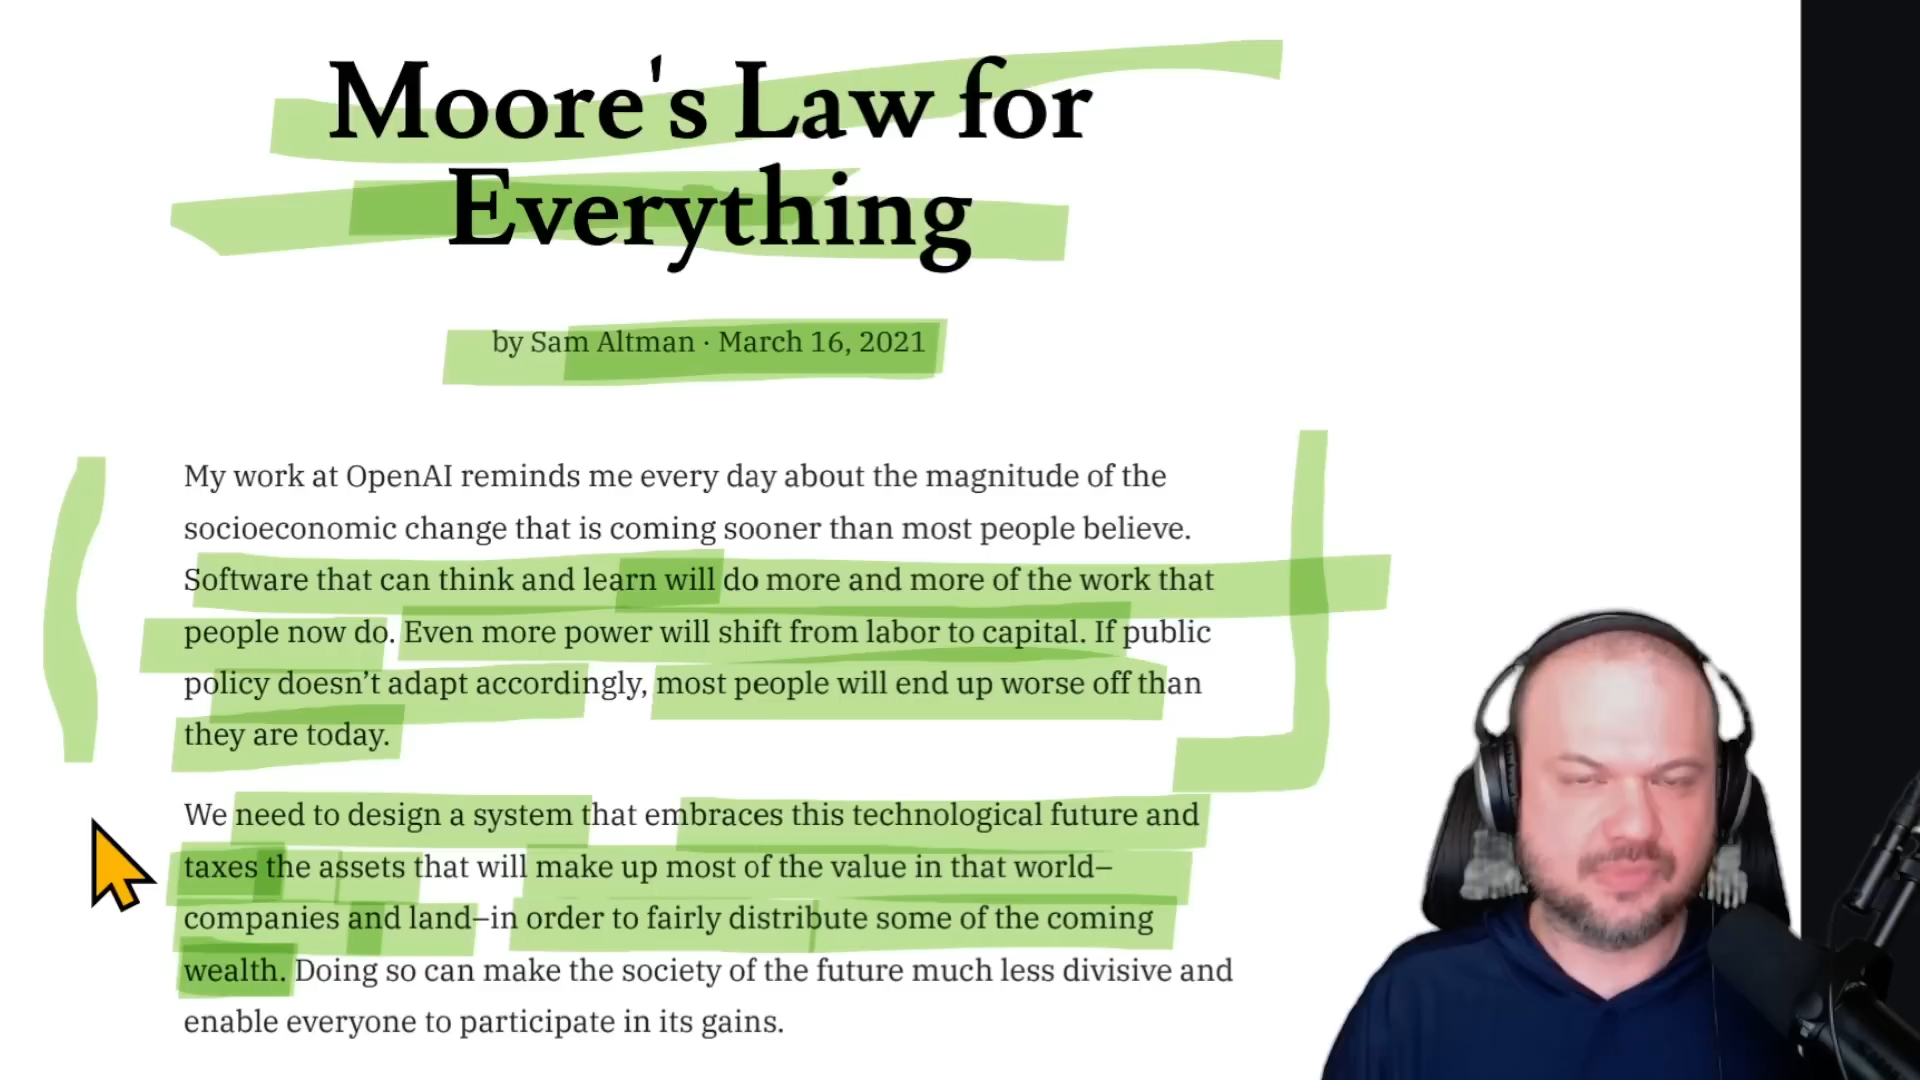 Moore's Law for
Everything
by Sam Altman · March 16, 2021
My work at OpenAI reminds me every day about the magnitude of the
socioeconomic change that is coming sooner than most people believe.
Software that can think and learn will do more and more of the work that
people now do. Even more power will shift from labor to capital. If public
policy doesn’t adapt accordingly, most people will end up worse off than
they are today.
We need to design a system that embraces this technological future and
taxes the assets that will make up most of the value in that world–
companies and land–in order to fairly distribute some of the coming
wealth. Doing so can make the society of the future much less divisive and
enable everyone to participate in its gains.